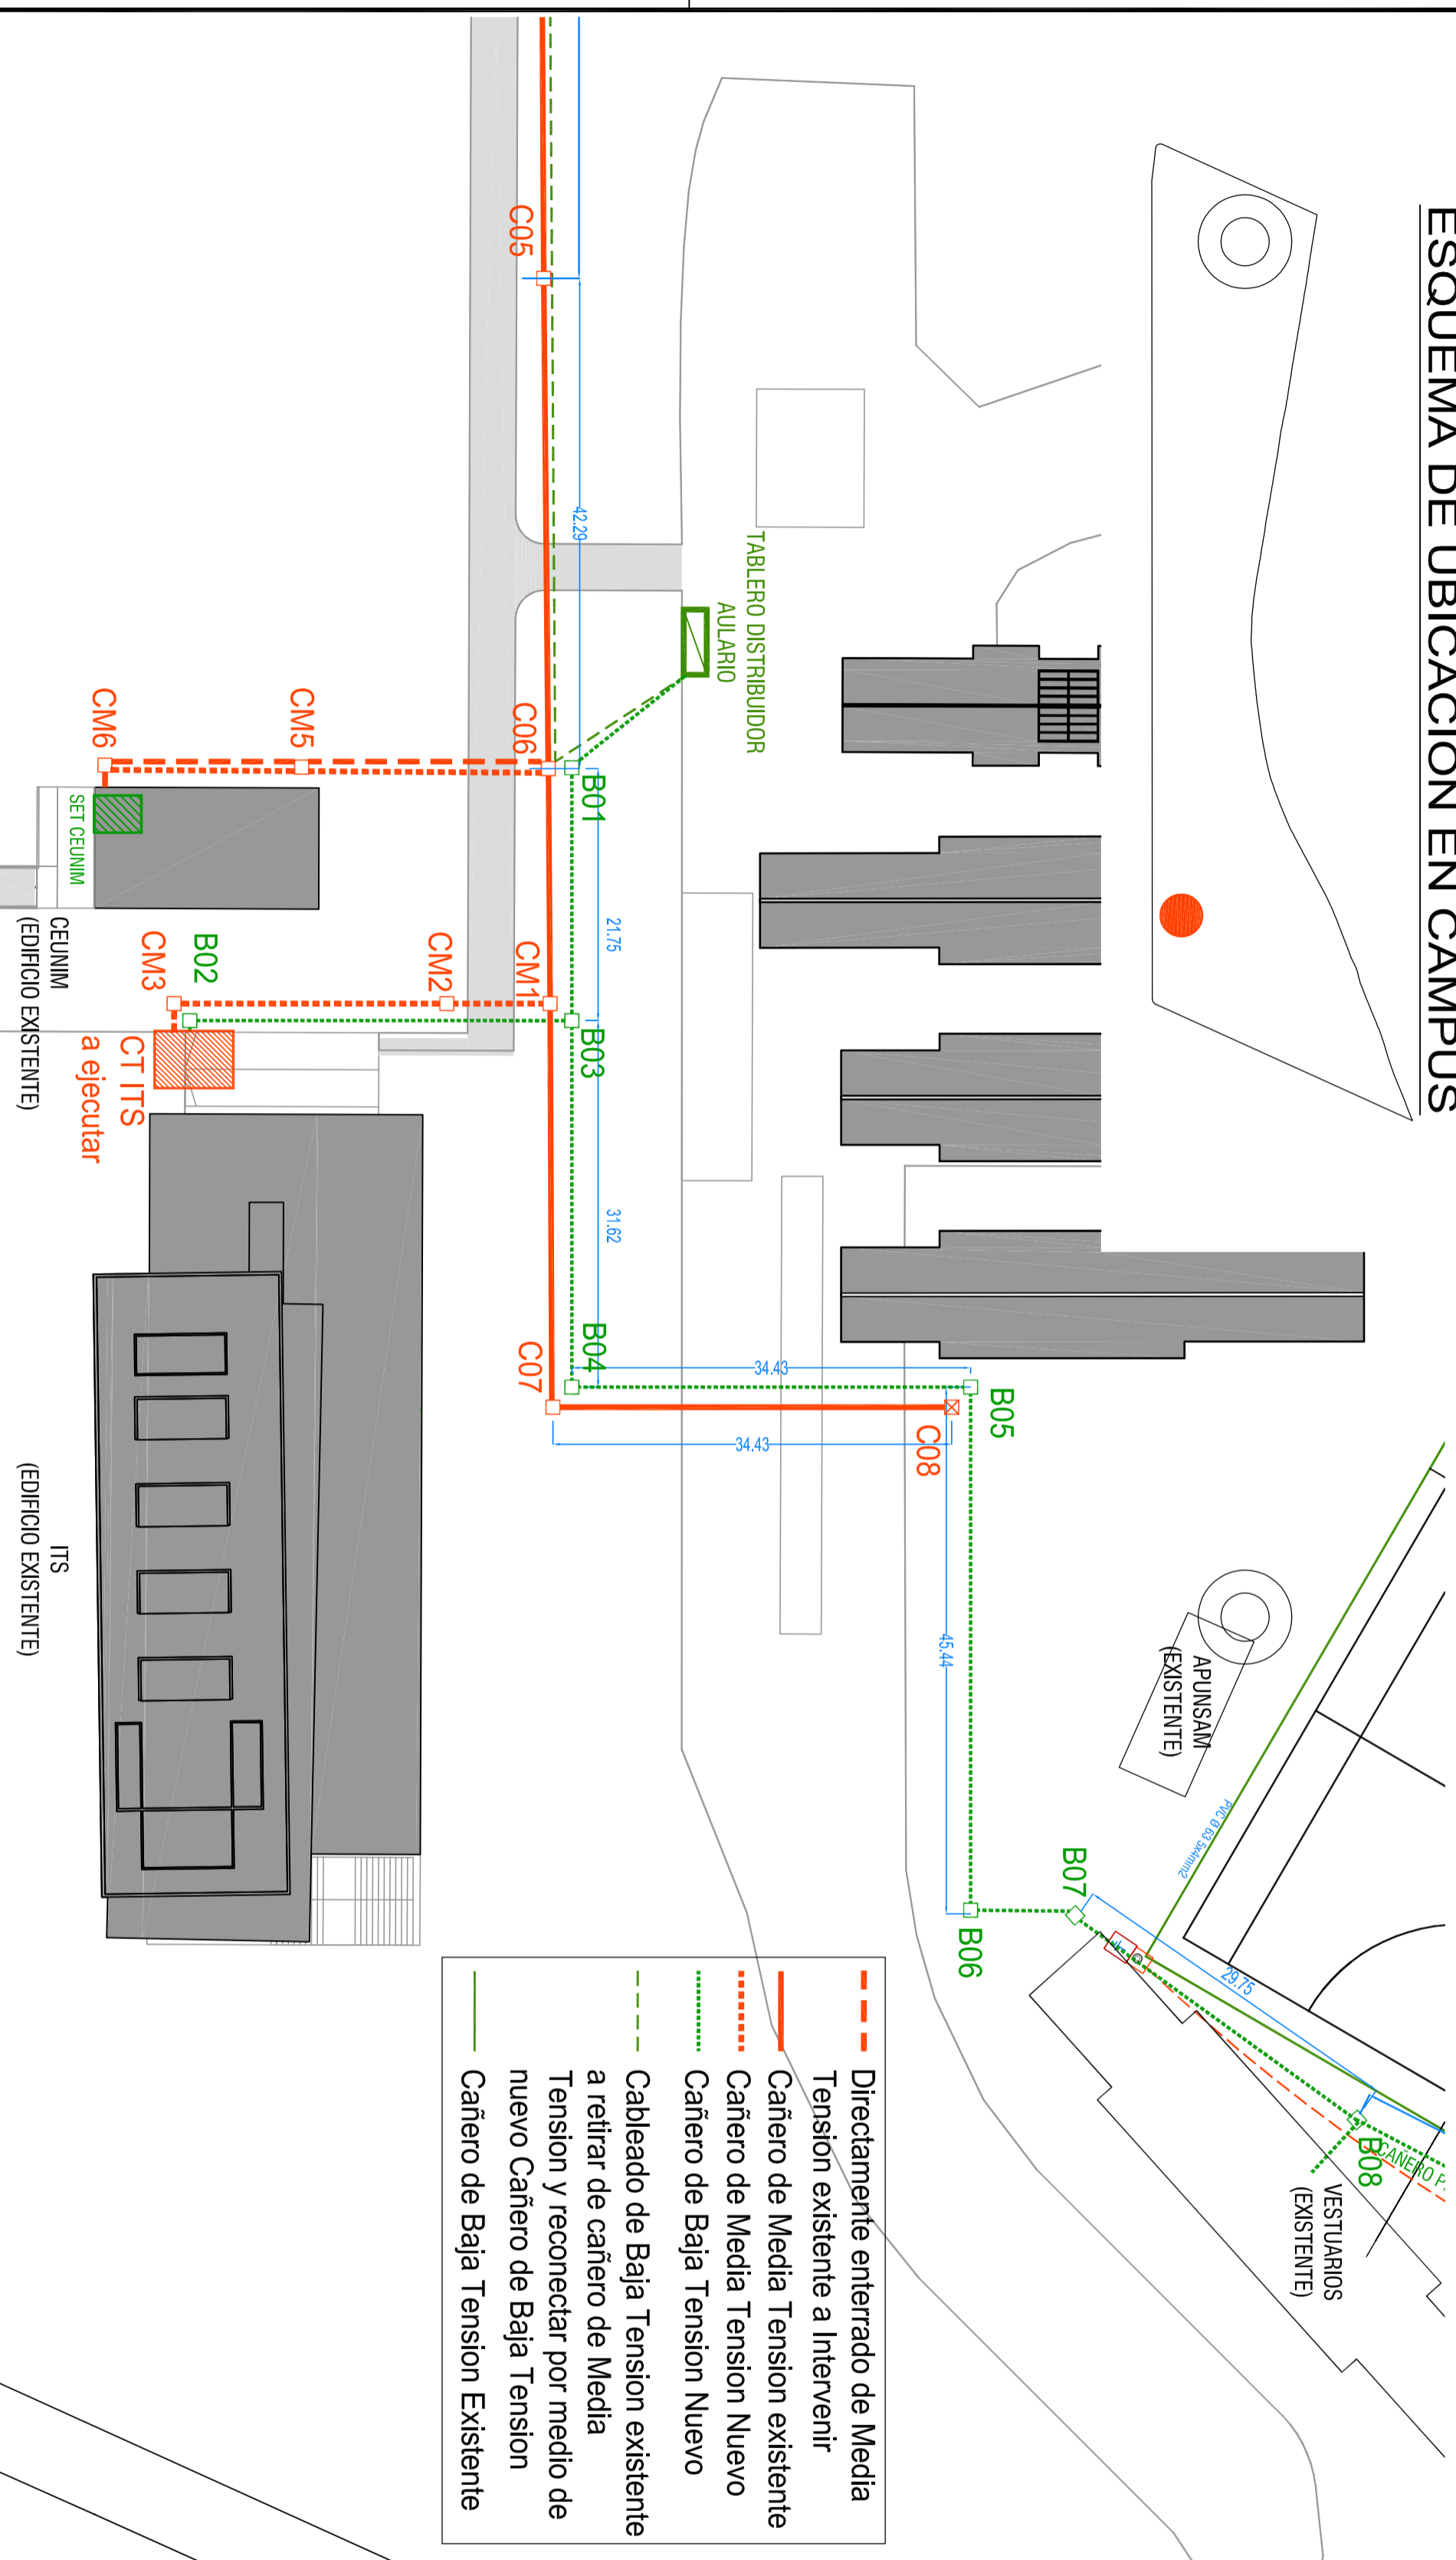 ESQUEMA DE UBICACION EN CAMPUS
C05
42.29
TABLERO DISTRIBUIDOR
AULARIO
C06
CM5
CM6
B01
SET CEUNIM
CEUNIM
(EDIFICIO EXISTENTE)
21.75
CM1
CM2
B02
CM3
B03
CT ITS
a ejecutar
31.62
B04
C07
34.43
34.43
B05
C08
45.44
ITS
(EDIFICIO EXISTENTE)
APUNSAM
(EXISTENTE)
PVC Ø 63 5x4mm2
B07
B06
29.75
B08
CAÑERO P
VESTUARIOS
(EXISTENTE)
Directamente enterrado de Media
Tension existente a Intervenir
Cañero de Media Tension existente
Cañero de Media Tension Nuevo
Cañero de Baja Tension Nuevo
Cableado de Baja Tension existente
a retirar de cañero de Media
Tension y reconectar por medio de
nuevo Cañero de Baja Tension
Cañero de Baja Tension Existente